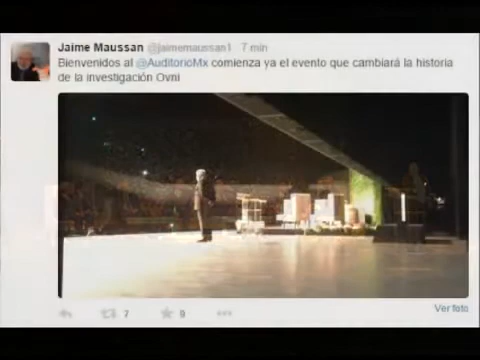 Jaime Maussan @jaimemaussan1 7 min
Bienvenidos al @AuditorioMx comienza ya el evento que cambiará la historia
de la investigación Ovni
7 9
Ver foto